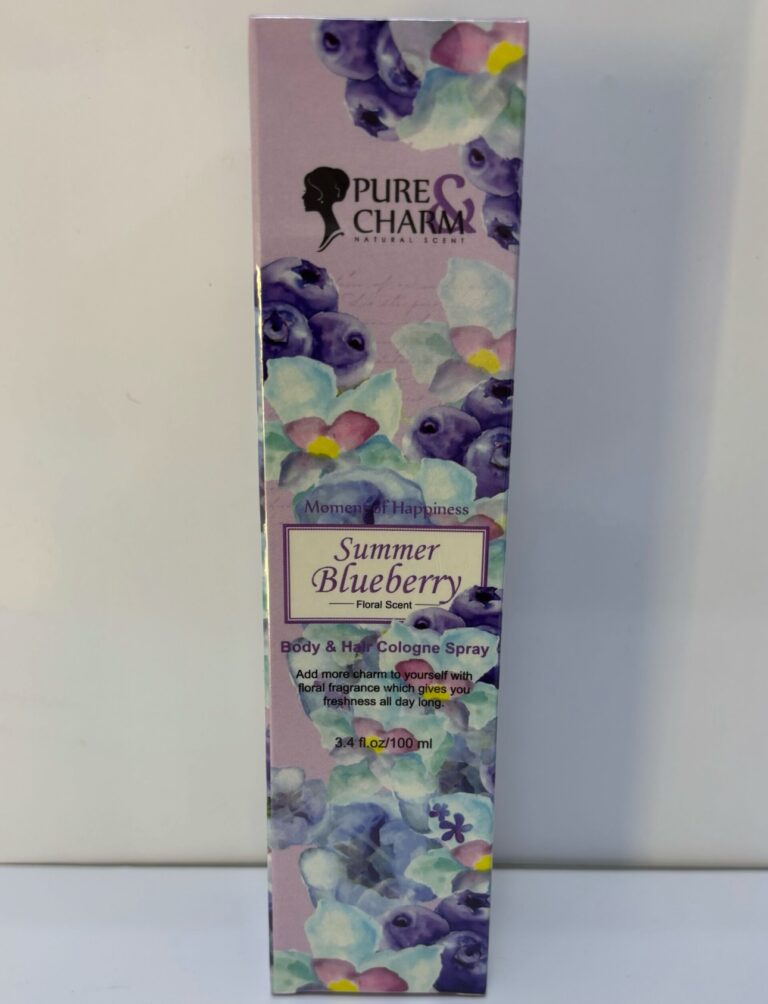 PURE &
CHARM
NATURAL SCENT
Moment of Happiness
Summer
Blueberry
Floral Scent
Body & Hair Cologne Spray
Add more charm to yourself with
floral fragrance which gives you
freshness all day long.
3.4 fl.oz/100 ml